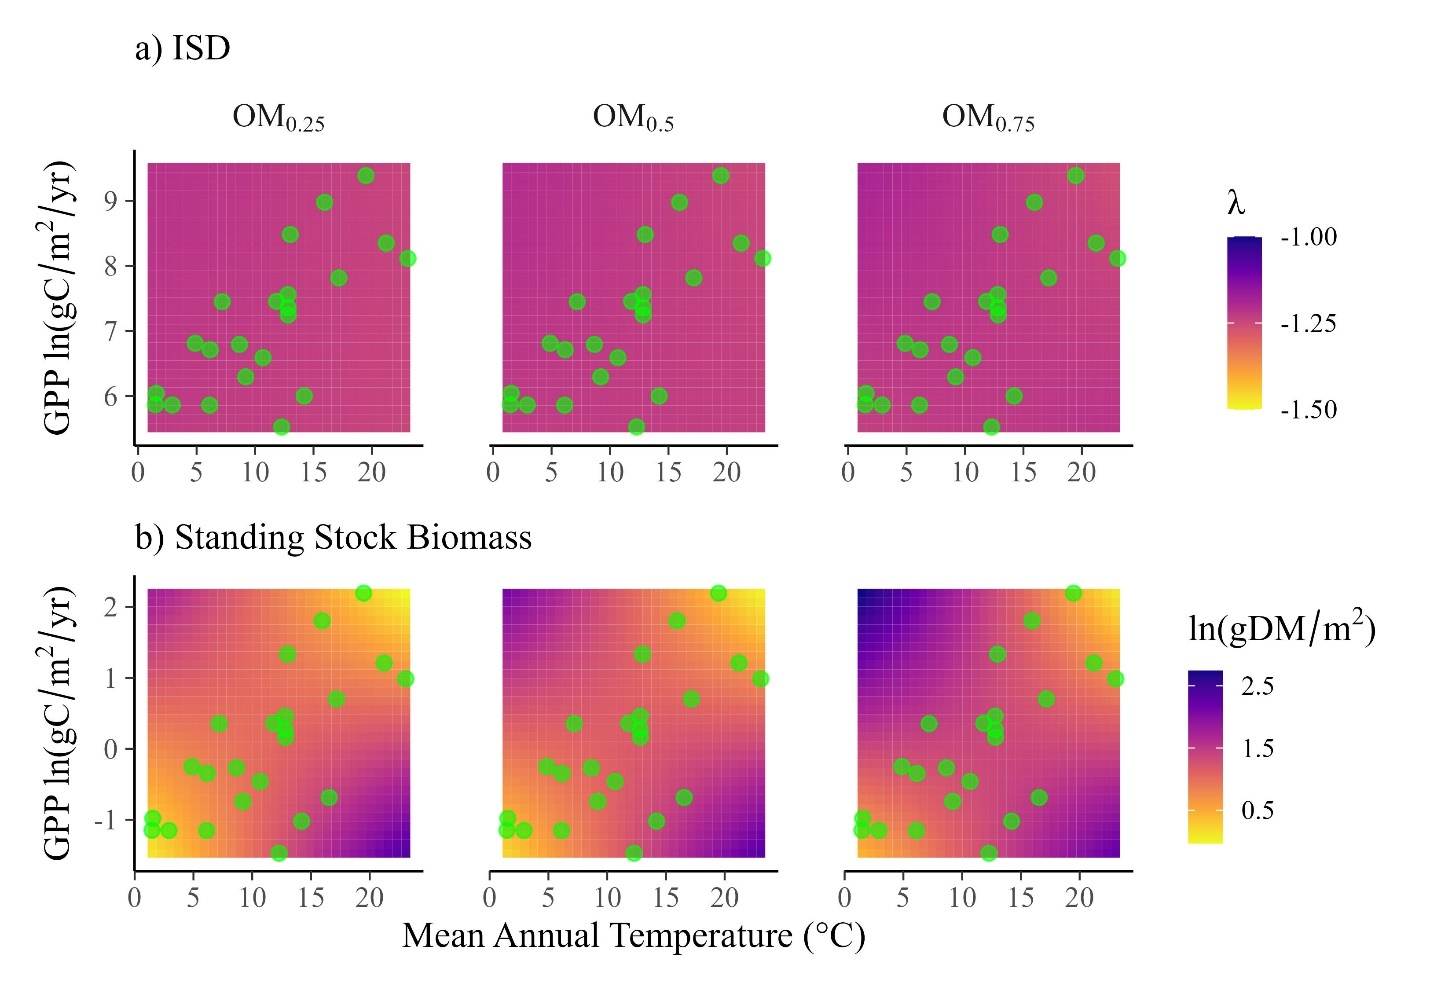 a) ISD
OM0.25 OM0.5 OM0.75
GPP ln(gC/m²/yr)
9
8
7
6
0 5 10 15 20 0 5 10 15 20 0 5 10 15 20
λ
-1.00
-1.25
-1.50
b) Standing Stock Biomass
GPP ln(gC/m²/yr)
2
1
0
-1
0 5 10 15 20 0 5 10 15 20 0 5 10 15 20
ln(gDM/m²)
2.5
1.5
0.5
Mean Annual Temperature (°C)